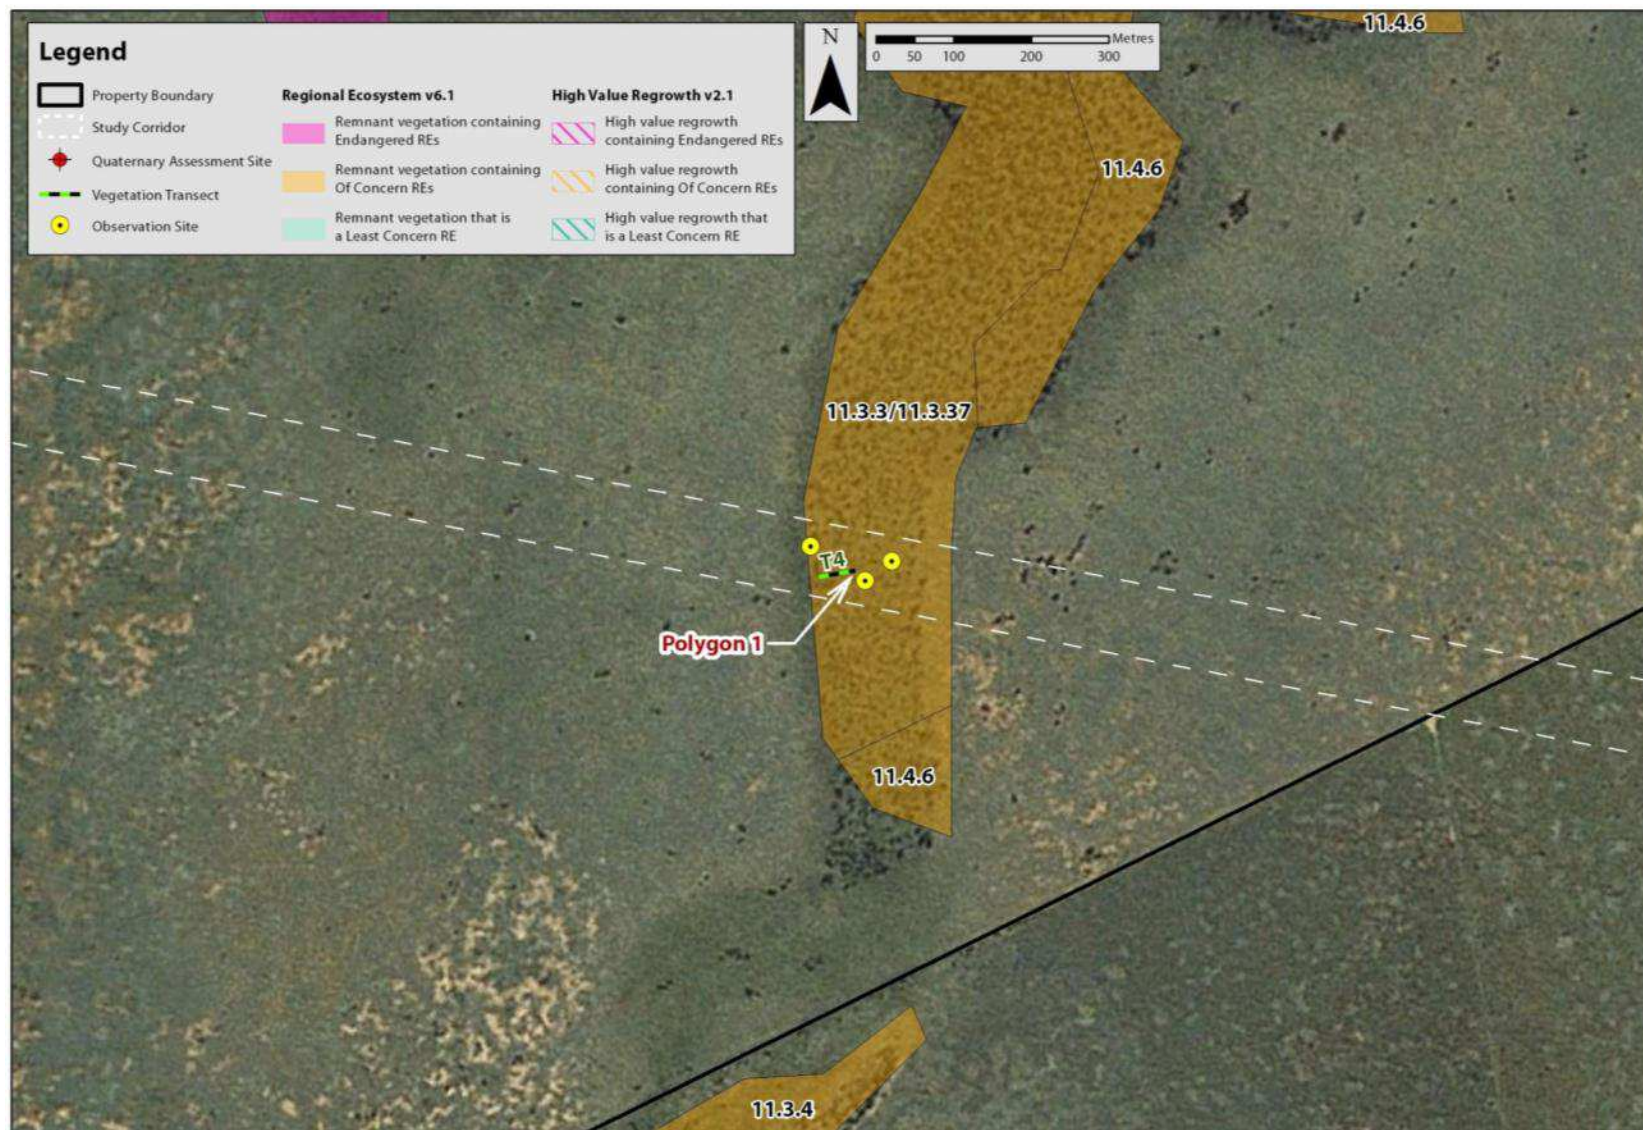 Legend
Property Boundary
Study Corridor
Quaternary Assessment Site
Vegetation Transect
Observation Site
Regional Ecosystem v6.1
Remnant vegetation containing
Endangered REs
Remnant vegetation containing
Of Concern REs
Remnant vegetation that is
a Least Concern RE
High Value Regrowth v2.1
High value regrowth
containing Endangered REs
High value regrowth
containing Of Concern REs
High value regrowth that
is a Least Concern RE
N
Metres
0 50 100 200 300
11.4.6
11.4.6
11.3.3/11.3.37
T4
Polygon 1
11.4.6
11.3.4